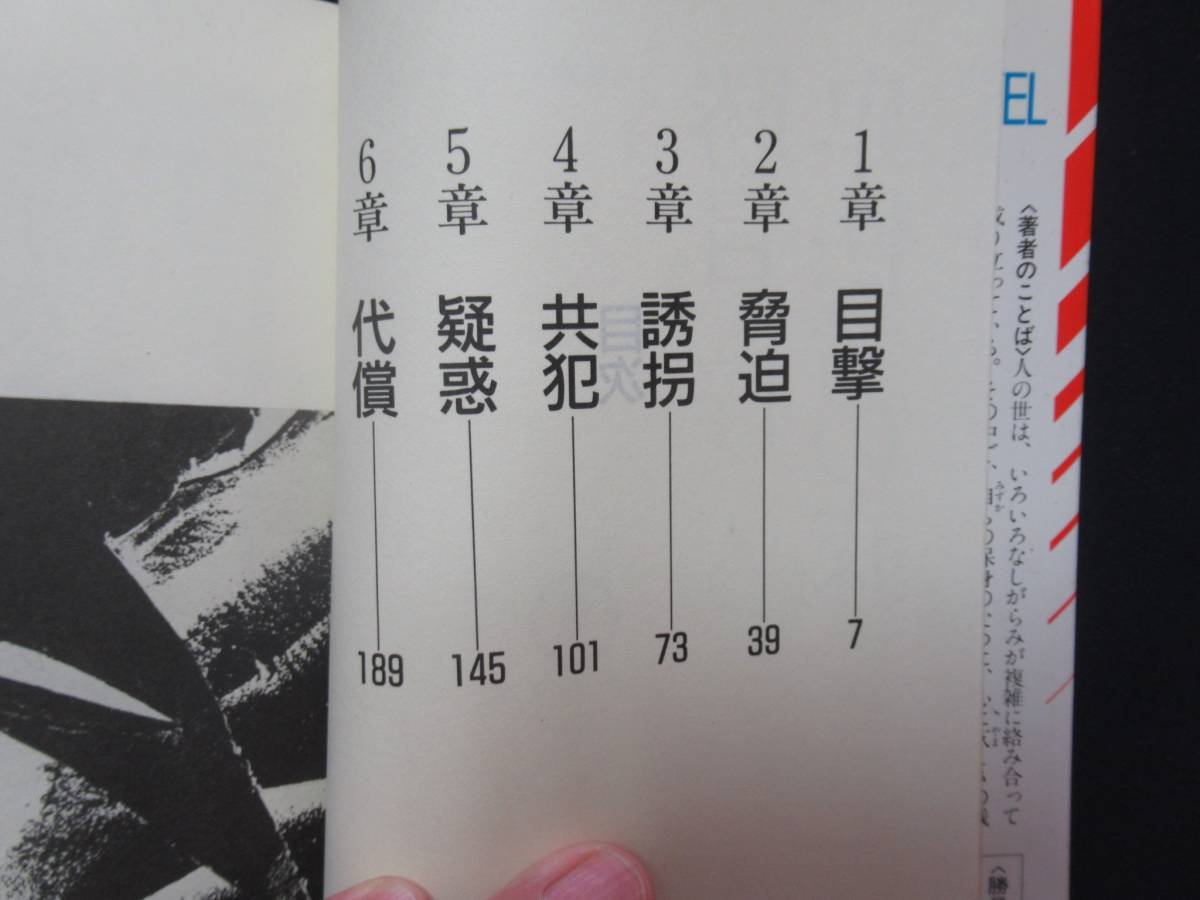 EL
〈著者のことば〉人の世は、いろいろなしがらみが複雑に絡み合って
1章 目撃 7
2章 脅迫 39
3章 誘拐 73
4章 共犯 101
5章 疑惑 145
6章 代償 189
目次
〈勝